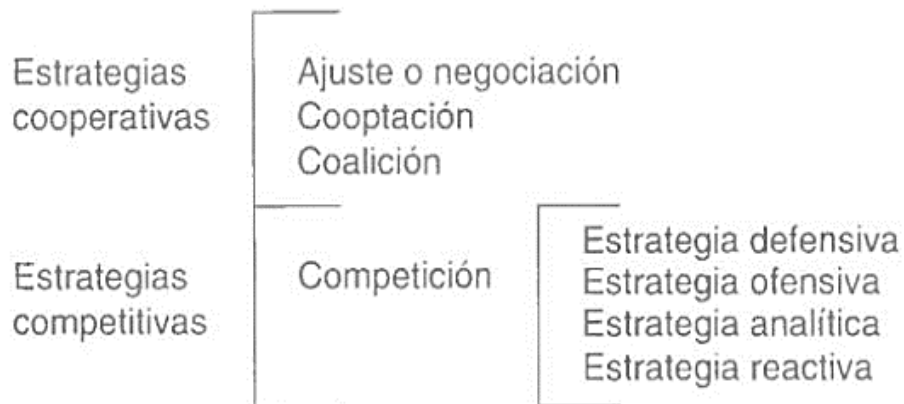 Estrategias
cooperativas
Ajuste o negociación
Cooptación
Coalición
Estrategias
competitivas
Competición
Estrategia defensiva
Estrategia ofensiva
Estrategia analítica
Estrategia reactiva